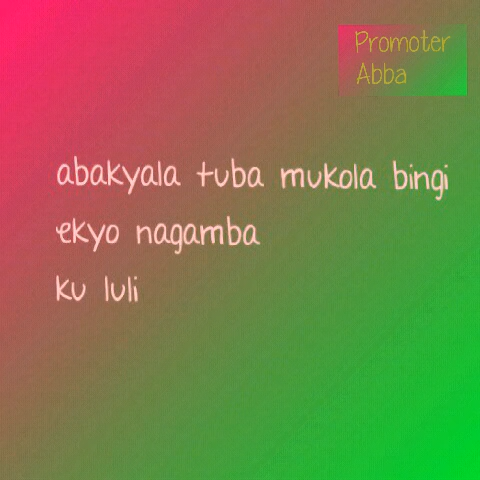 Promoter
Abba
abakyala tuba mukola bingi
ekyo nagamba
ku luli